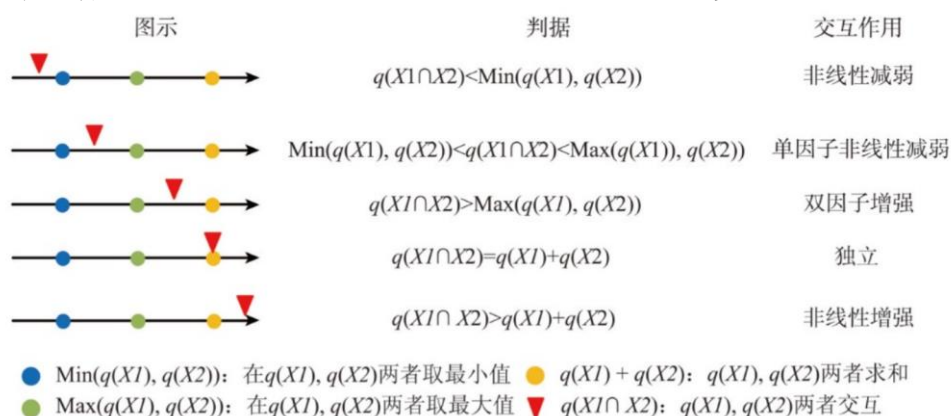 图示 判据 交互作用
q(X1∩X2)<Min(q(X1), q(X2)) 非线性减弱
Min(q(X1), q(X2))<q(X1∩X2)<Max(q(X1)), q(X2)) 单因子非线性减弱
q(X1∩X2)>Max(q(X1), q(X2)) 双因子增强
q(X1∩X2)=q(X1)+q(X2) 独立
q(X1∩ X2)>q(X1)+q(X2) 非线性增强
Min(q(X1), q(X2)): 在q(X1), q(X2)两者取最小值 q(X1) + q(X2): q(X1), q(X2)两者求和
Max(q(X1), q(X2)): 在q(X1), q(X2)两者取最大值 q(X1∩ X2): q(X1), q(X2)两者交互